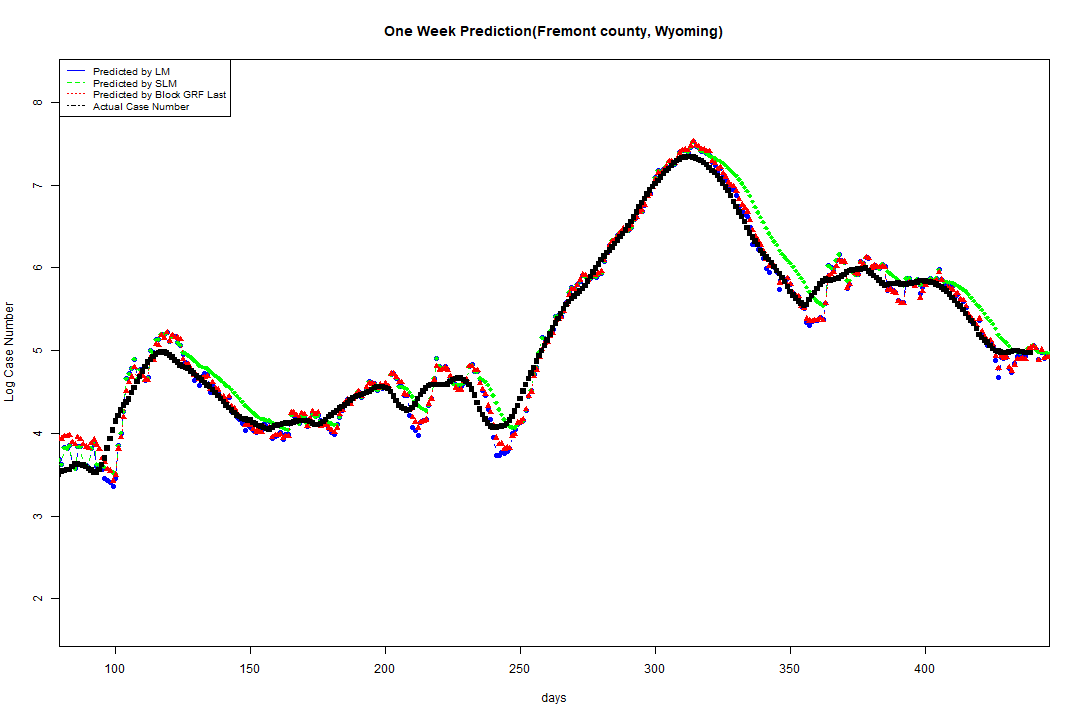 One Week Prediction(Fremont county, Wyoming)
Predicted by LM
Predicted by SLM
Predicted by Block GRF Last
Actual Case Number
8
7
6
5
4
3
2
Log Case Number
100 150 200 250 300 350 400
days